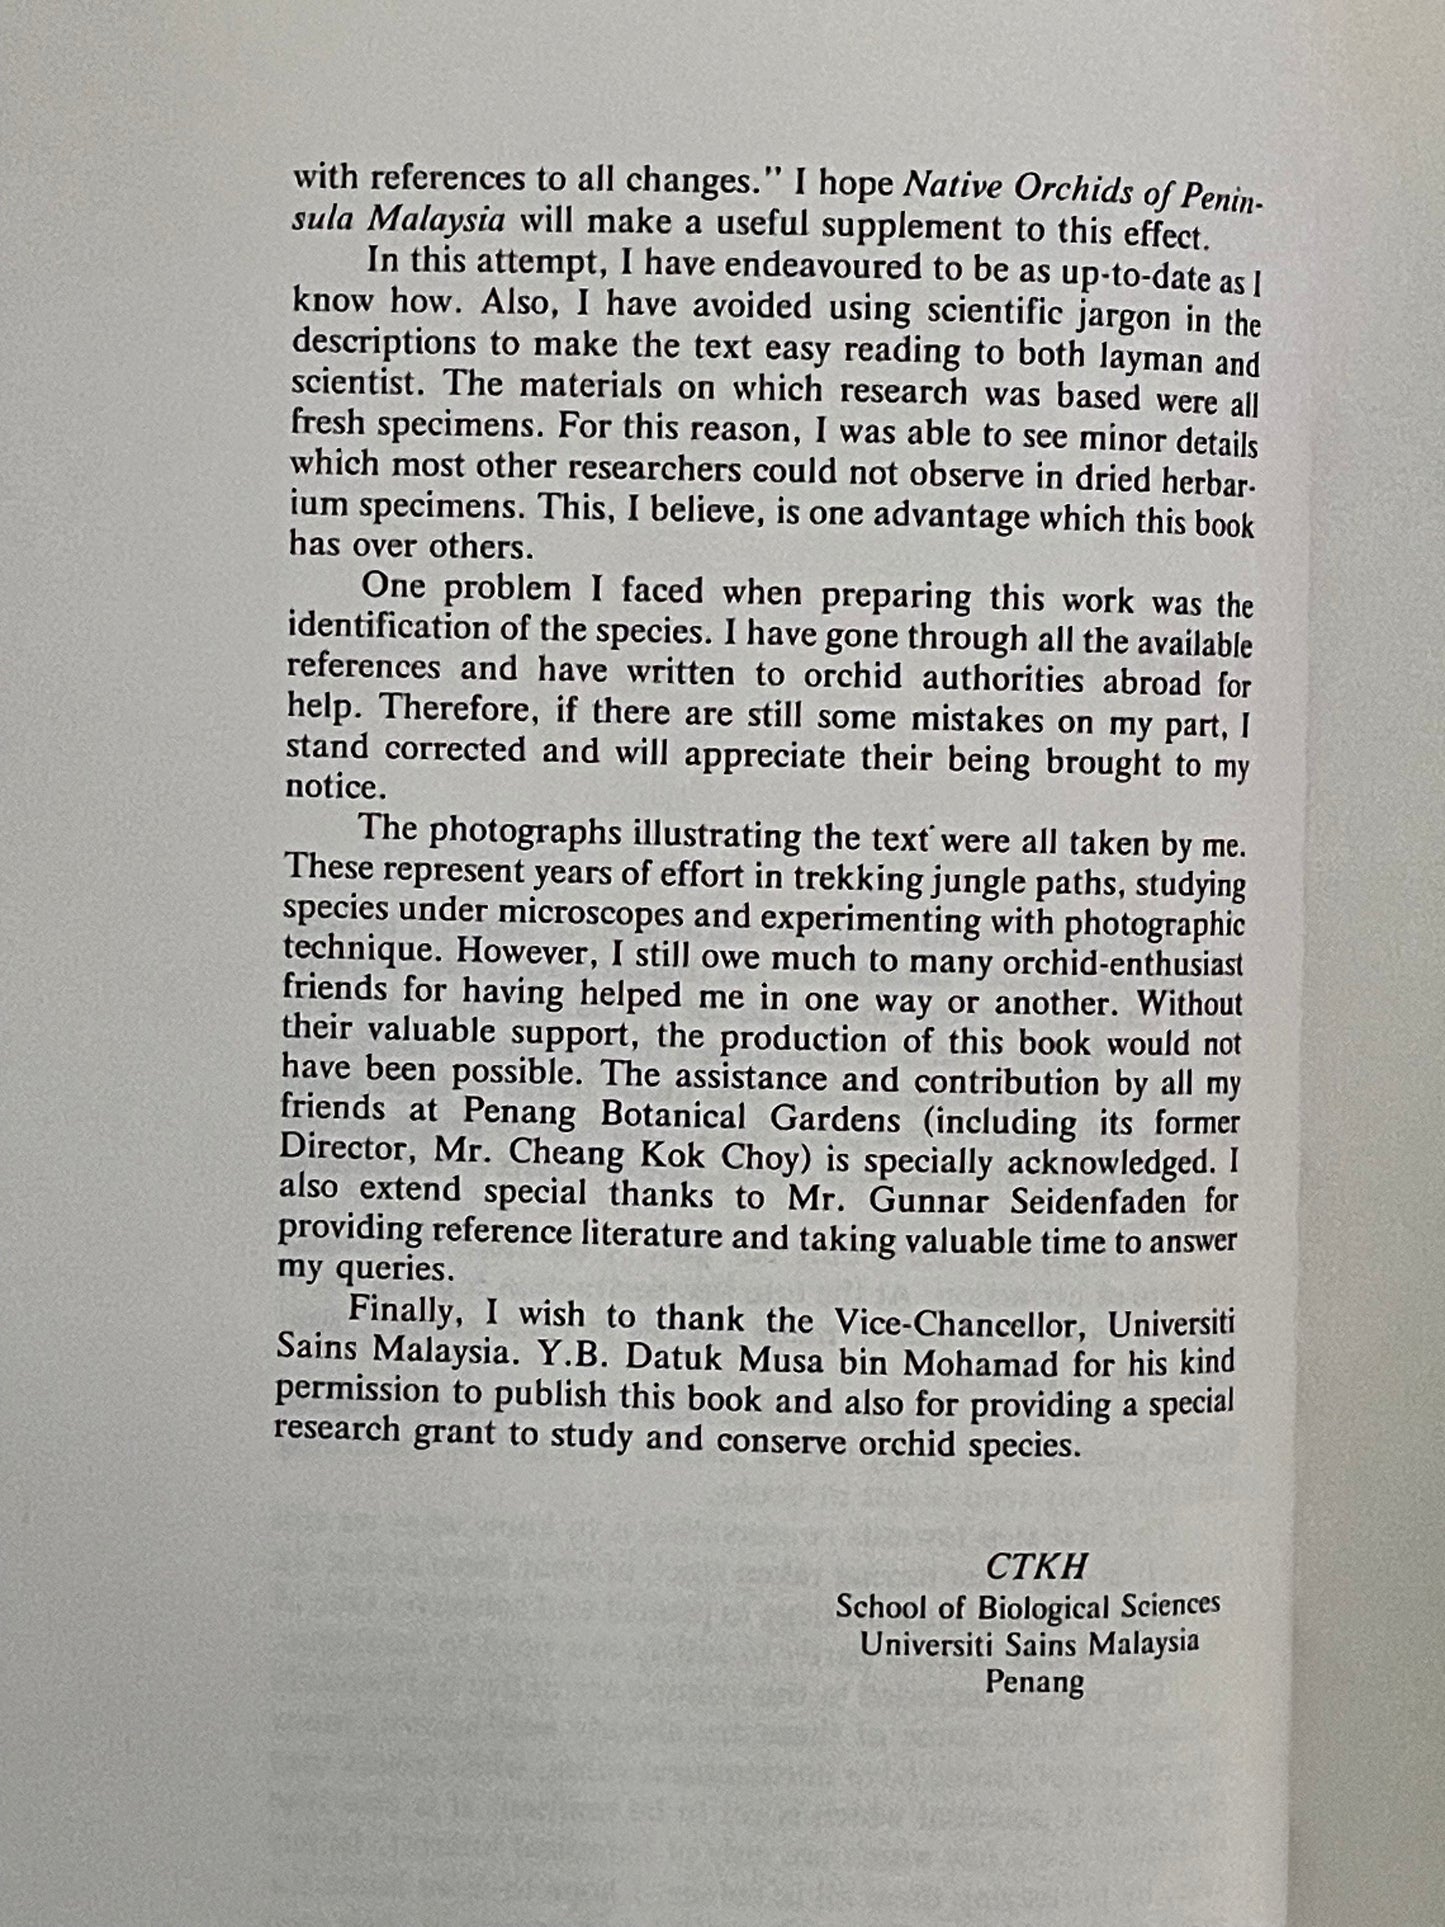 with references to all changes." I hope Native Orchids of Penin-
sula Malaysia will make a useful supplement to this effect.
In this attempt, I have endeavoured to be as up-to-date as I
know how. Also, I have avoided using scientific jargon in the
descriptions to make the text easy reading to both layman and
scientist. The materials on which research was based were all
fresh specimens. For this reason, I was able to see minor details
which most other researchers could not observe in dried herbar-
ium specimens. This, I believe, is one advantage which this book
has over others.
One problem I faced when preparing this work was the
identification of the species. I have gone through all the available
references and have written to orchid authorities abroad for
help. Therefore, if there are still some mistakes on my part, I
stand corrected and will appreciate their being brought to my
notice.
The photographs illustrating the text were all taken by me.
These represent years of effort in trekking jungle paths, studying
species under microscopes and experimenting with photographic
technique. However, I still owe much to many orchid-enthusiast
friends for having helped me in one way or another. Without
their valuable support, the production of this book would not
have been possible. The assistance and contribution by all my
friends at Penang Botanical Gardens (including its former
Director, Mr. Cheang Kok Choy) is specially acknowledged. I
also extend special thanks to Mr. Gunnar Seidenfaden for
providing reference literature and taking valuable time to answer
my queries.
Finally, I wish to thank the Vice-Chancellor, Universiti
Sains Malaysia. Y.B. Datuk Musa bin Mohamad for his kind
permission to publish this book and also for providing a special
research grant to study and conserve orchid species.
CTKH
School of Biological Sciences
Universiti Sains Malaysia
Penang